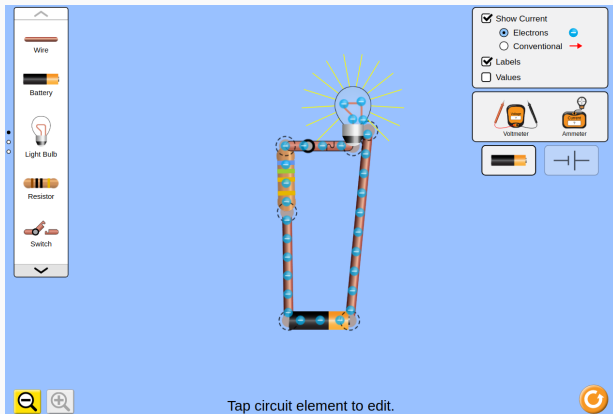 Wire
Battery
Light Bulb
Resistor
Switch
Show Current
Electrons
Conventional
Labels
Values
Voltmeter
Ammeter
Tap circuit element to edit.